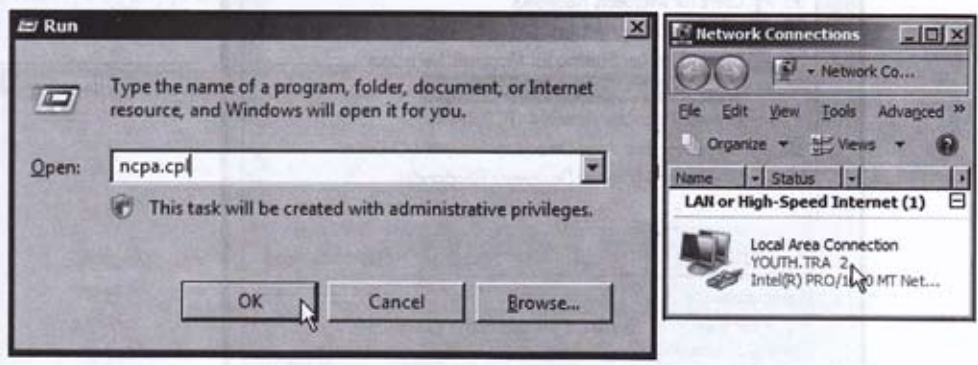 Run
Type the name of a program, folder, document, or Internet
resource, and Windows will open it for you.
Open: ncpa.cpl
This task will be created with administrative privileges.
OK Cancel Browse...
Network Connections
Network Co...
File Edit View Tools Advanced »
Organize Views
Name Status
LAN or High-Speed Internet (1)
Local Area Connection
YOUTH.TRA 2
Intel(R) MT Net...